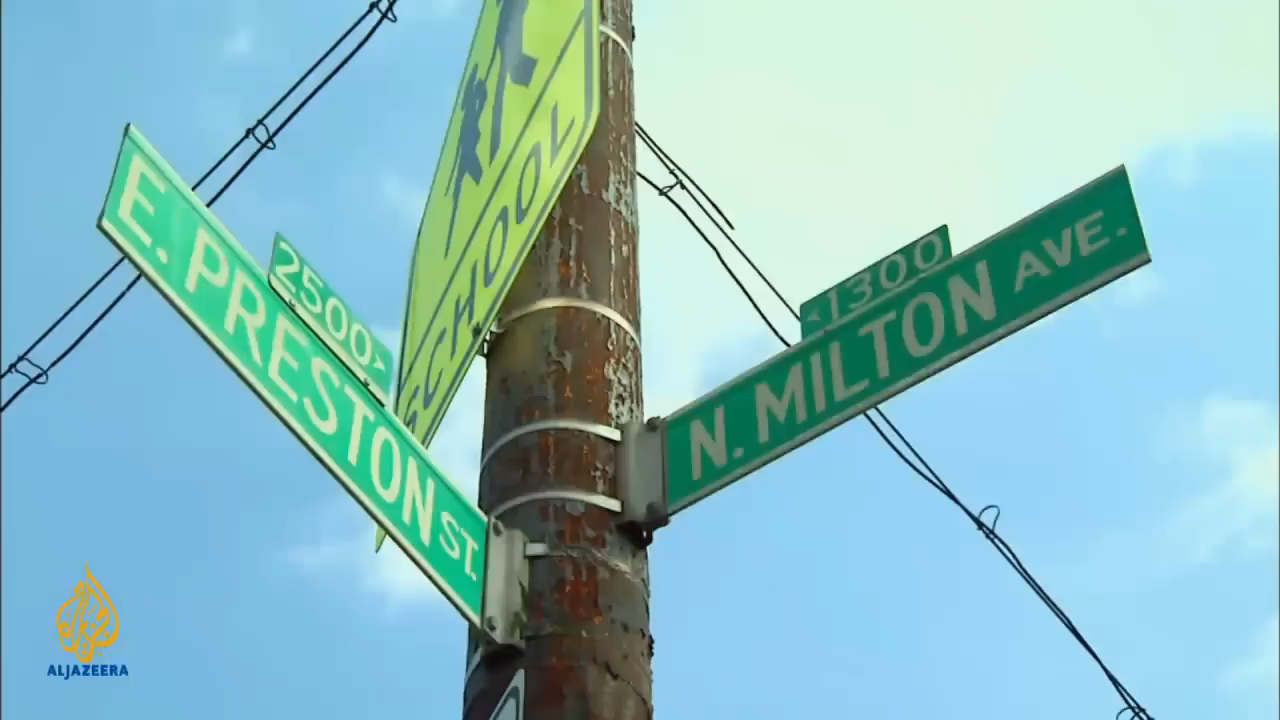 E. PRESTON ST.
2500>
SCHOOL
<1300
N. MILTON AVE.
ALJAZEERA